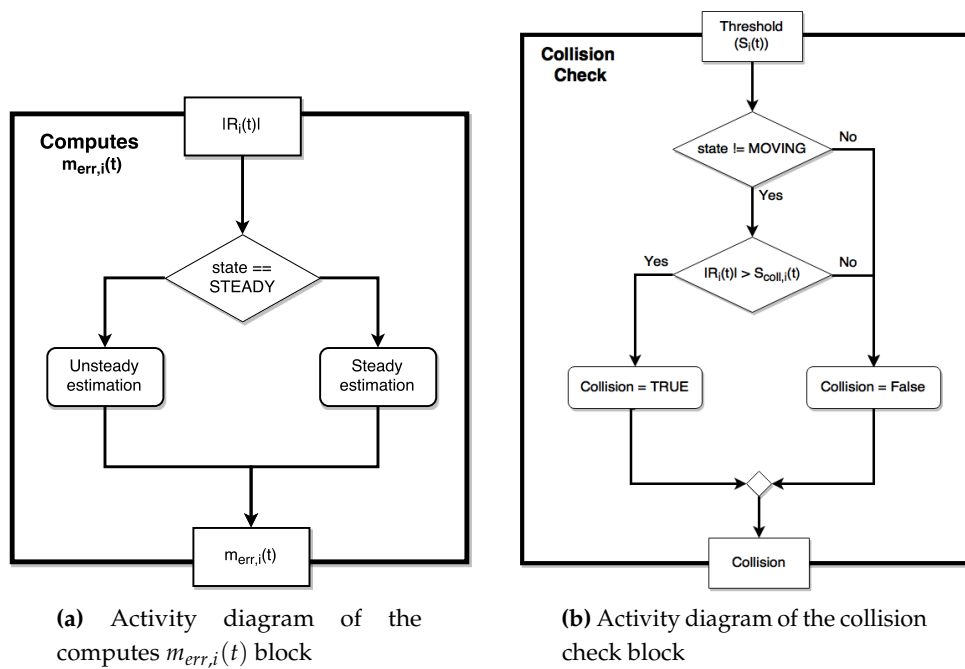 Computes
m_err,i(t)
|R_i(t)|
state ==
STEADY
Unsteady
estimation
Steady
estimation
m_err,i(t)
(a) Activity diagram of the
computes m_err,i(t) block
Collision
Check
Threshold
(S_i(t))
state != MOVING
No
Yes
Yes
|R_i(t)| > S_coll,i(t)
No
Collision = TRUE
Collision = False
Collision
(b) Activity diagram of the collision
check block